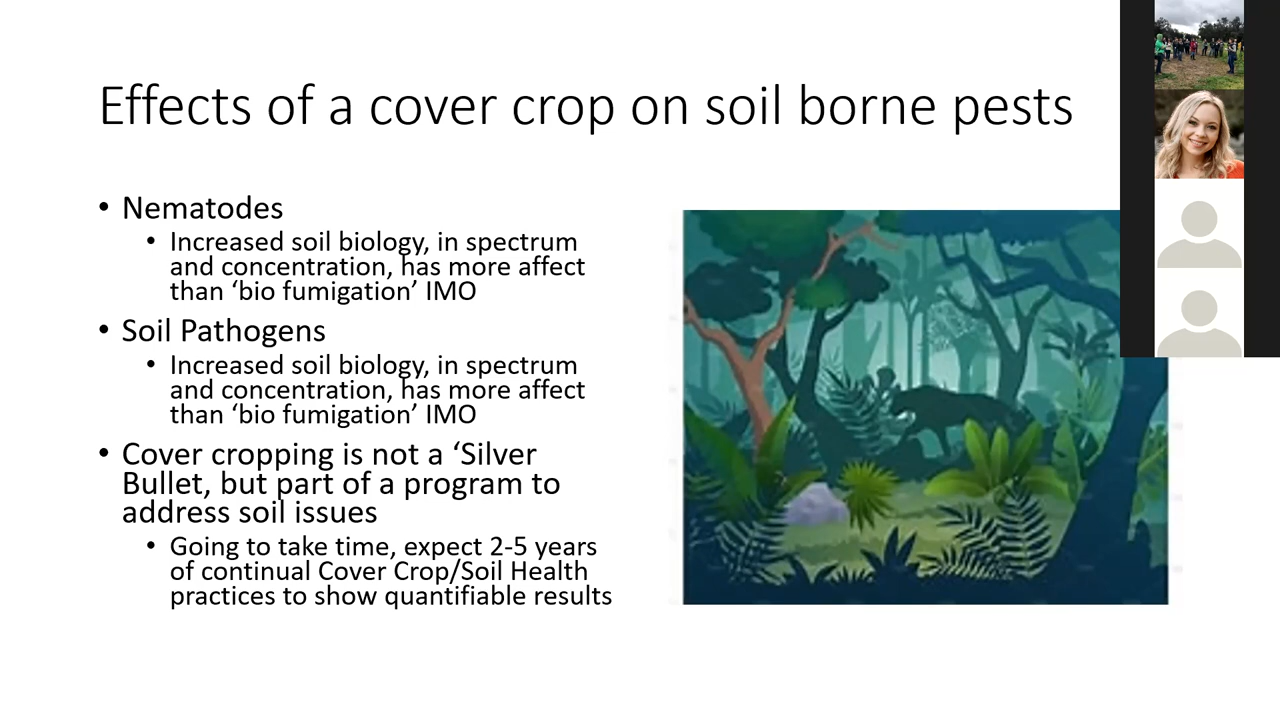 Effects of a cover crop on soil borne pests
• Nematodes
• Increased soil biology, in spectrum
and concentration, has more affect
than ‘bio fumigation’ IMO
• Soil Pathogens
• Increased soil biology, in spectrum
and concentration, has more affect
than ‘bio fumigation’ IMO
• Cover cropping is not a ‘Silver
Bullet, but part of a program to
address soil issues
• Going to take time, expect 2-5 years
of continual Cover Crop/Soil Health
practices to show quantifiable results